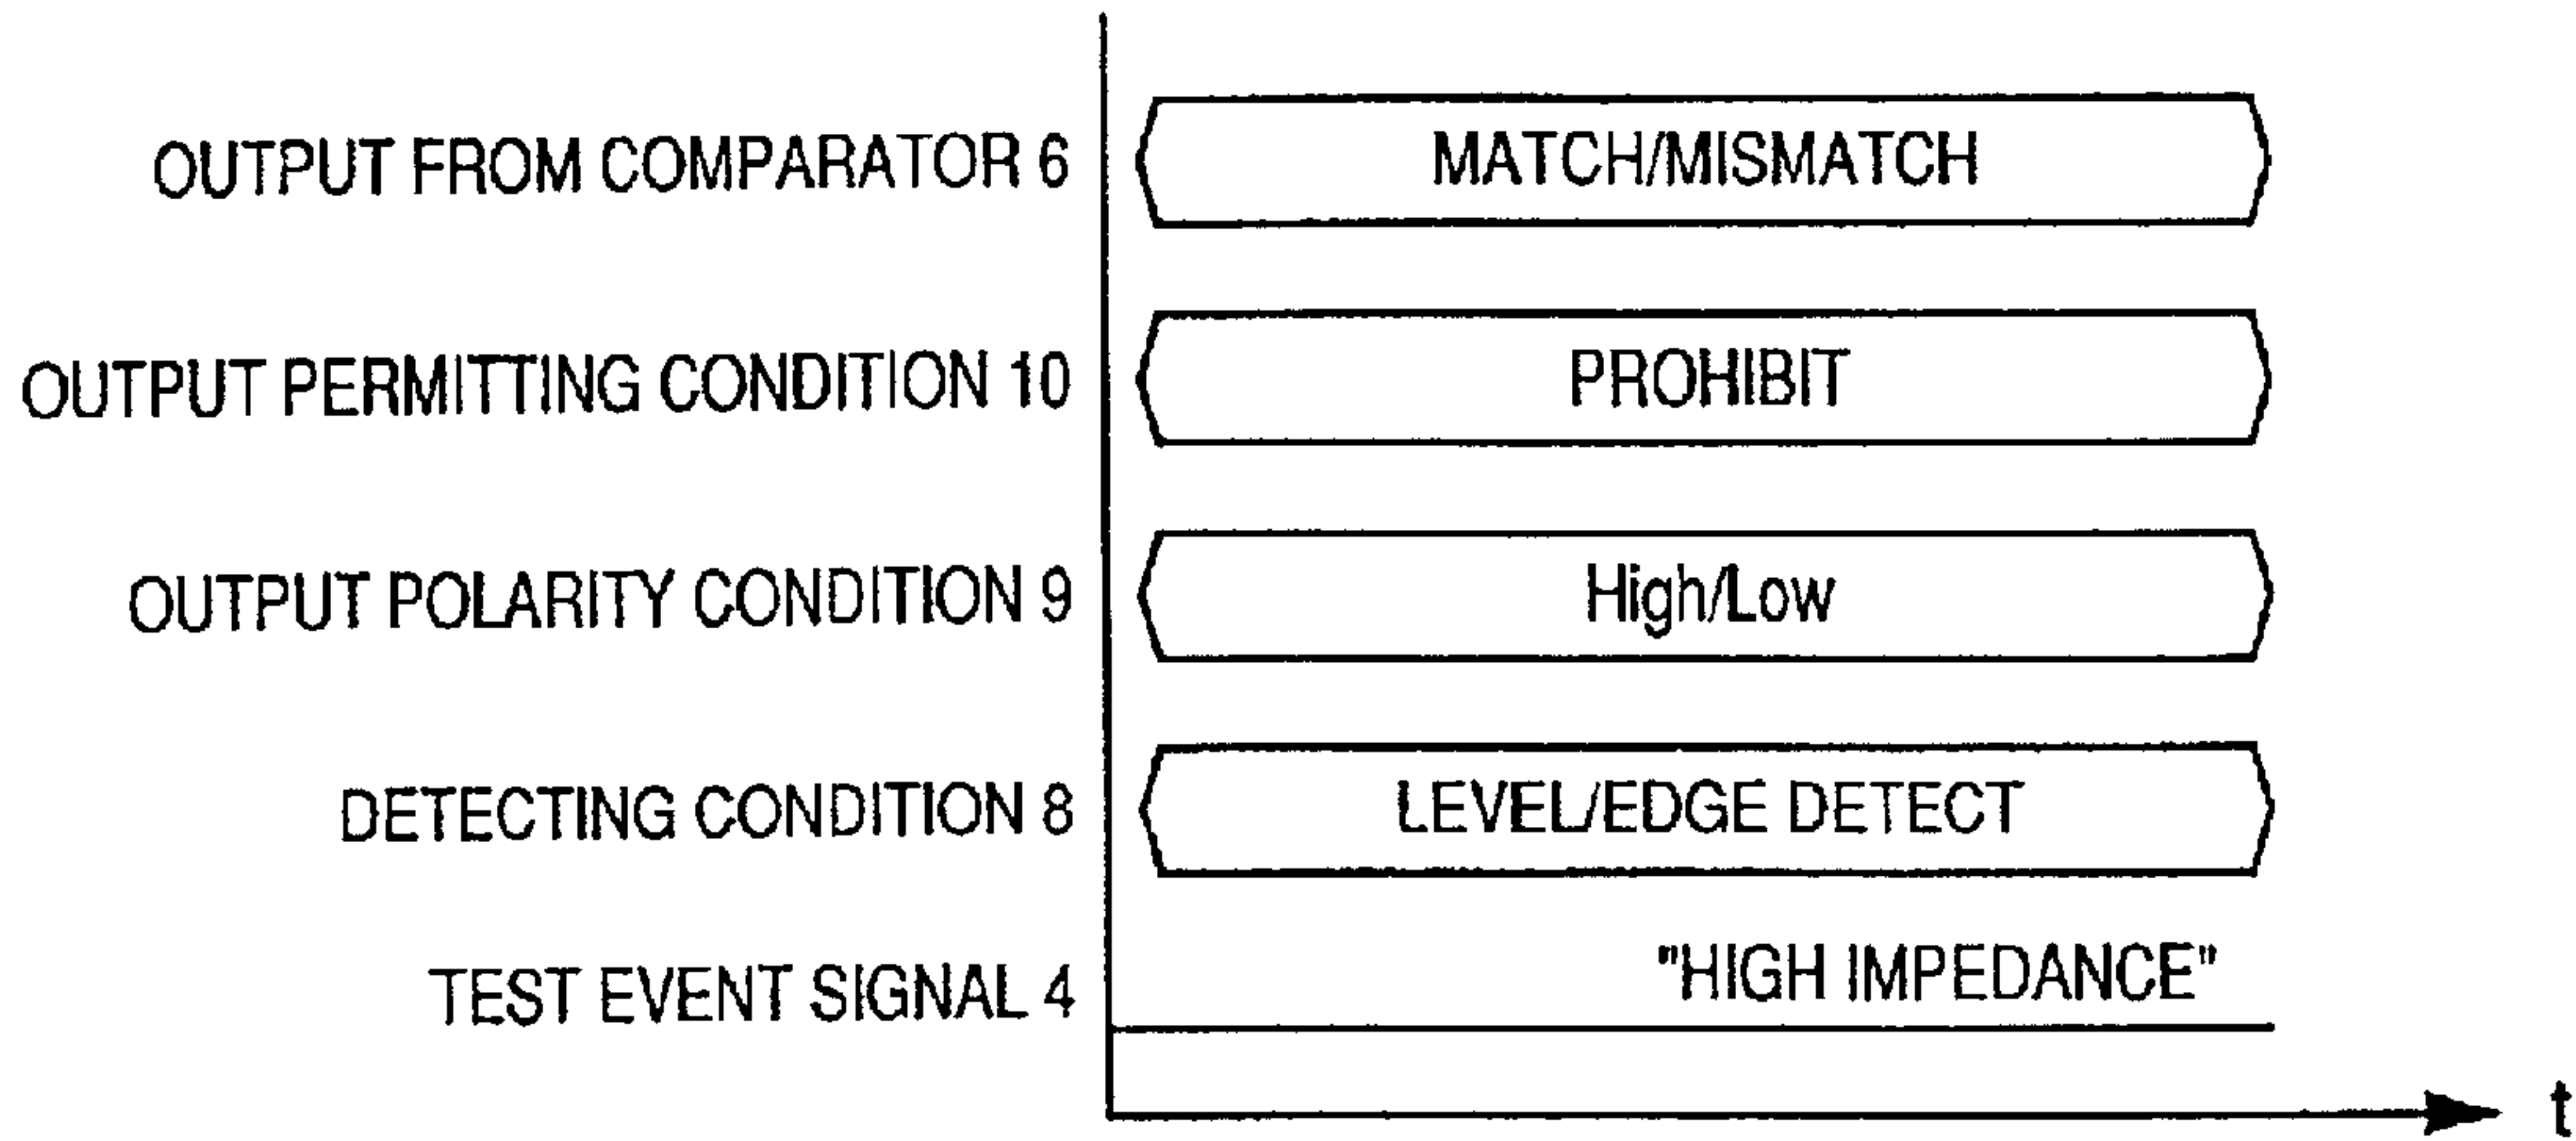 OUTPUT FROM COMPARATOR 6 MATCH/MISMATCH
OUTPUT PERMITTING CONDITION 10 PROHIBIT
OUTPUT POLARITY CONDITION 9 High/Low
DETECTING CONDITION 8 LEVEL/EDGE DETECT
TEST EVENT SIGNAL 4 "HIGH IMPEDANCE"
t